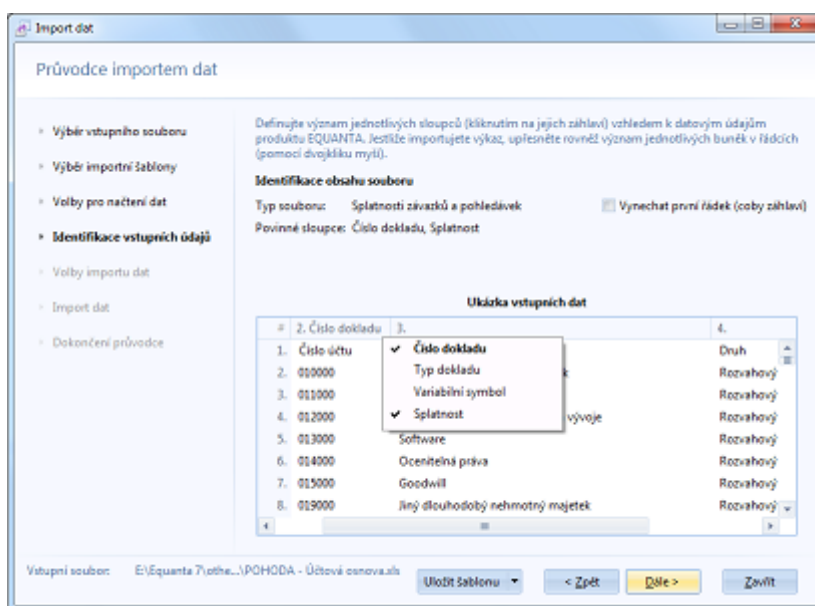 Import dat
Průvodce importem dat
Výběr vstupního souboru
Výběr importní šablony
Volby pro načtení dat
Identifikace vstupních údajů
Volby importu dat
Import dat
Dokončení průvodce
Definujte význam jednotlivých sloupců (kliknutím na jejich záhlaví) vzhledem k datovým údajům
produktu EQUANTA. Jestliže importujete výkaz, upřesněte rovněž význam jednotlivých buněk v řádcích
(pomocí dvojkliku myší).
Identifikace obsahu souboru
Typ souboru: Splatnosti závazků a pohledávek
Vynechat první řádek (coby záhlaví)
Povinné sloupce: Číslo dokladu, Splatnost
Ukázka vstupních dat
# 2. Číslo dokladu 3. 4.
1. Číslo účtu Druh
2. 010000 k Rozvahový
3. 011000 Rozvahový
4. 012000 vývoje Rozvahový
5. 013000 Software Rozvahový
6. 014000 Ocenitelná práva Rozvahový
7. 015000 Goodwill Rozvahový
8. 019000 Jiný dlouhodobý nehmotný majetek Rozvahový
Číslo dokladu
Typ dokladu
Variabilní symbol
Splatnost
Vstupní soubor: E:\Equanta 7\othe...\POHODA - Účtová osnova.xls
Uložit šablonu
< Zpět
Dále >
Zavřít